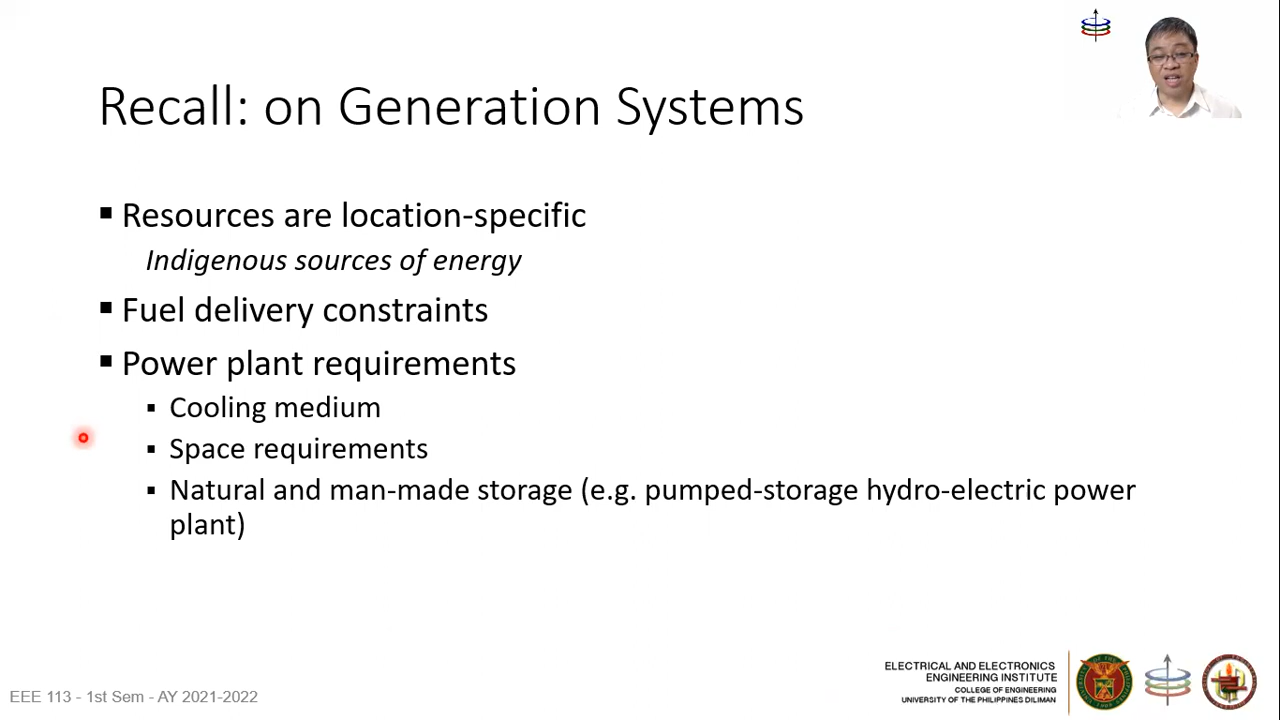 Recall: on Generation Systems
▪ Resources are location-specific
Indigenous sources of energy
▪ Fuel delivery constraints
▪ Power plant requirements
▪ Cooling medium
▪ Space requirements
▪ Natural and man-made storage (e.g. pumped-storage hydro-electric power
plant)
ELECTRICAL AND ELECTRONICS
ENGINEERING INSTITUTE
COLLEGE OF ENGINEERING
UNIVERSITY OF THE PHILIPPINES DILIMAN
EEE 113 - 1st Sem - AY 2021-2022